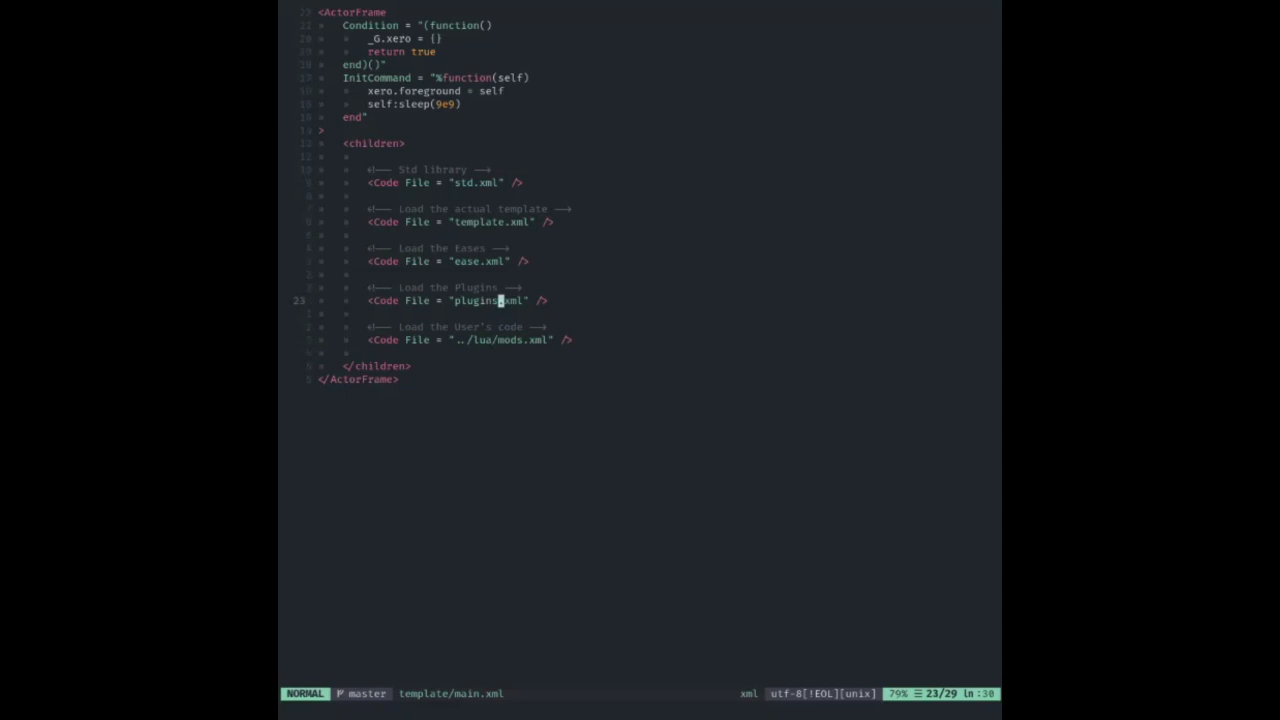 <ActorFrame
Condition = "(function()
_G.xero = {}
return true
end)()"
InitCommand = "%function(self)
xero.foreground = self
self:sleep(9e9)
end"
>
<children>
<!-- Std library -->
<Code File = "std.xml" />
<!-- Load the actual template -->
<Code File = "template.xml" />
<!-- Load the Eases -->
<Code File = "ease.xml" />
<!-- Load the Plugins -->
23 <Code File = "plugins.xml" />
<!-- Load the User's code -->
<Code File = "../lua/mods.xml" />
</children>
</ActorFrame>
NORMAL master template/main.xml xml utf-8[!EOL][unix] 79% ☰ 23/29 ln :30